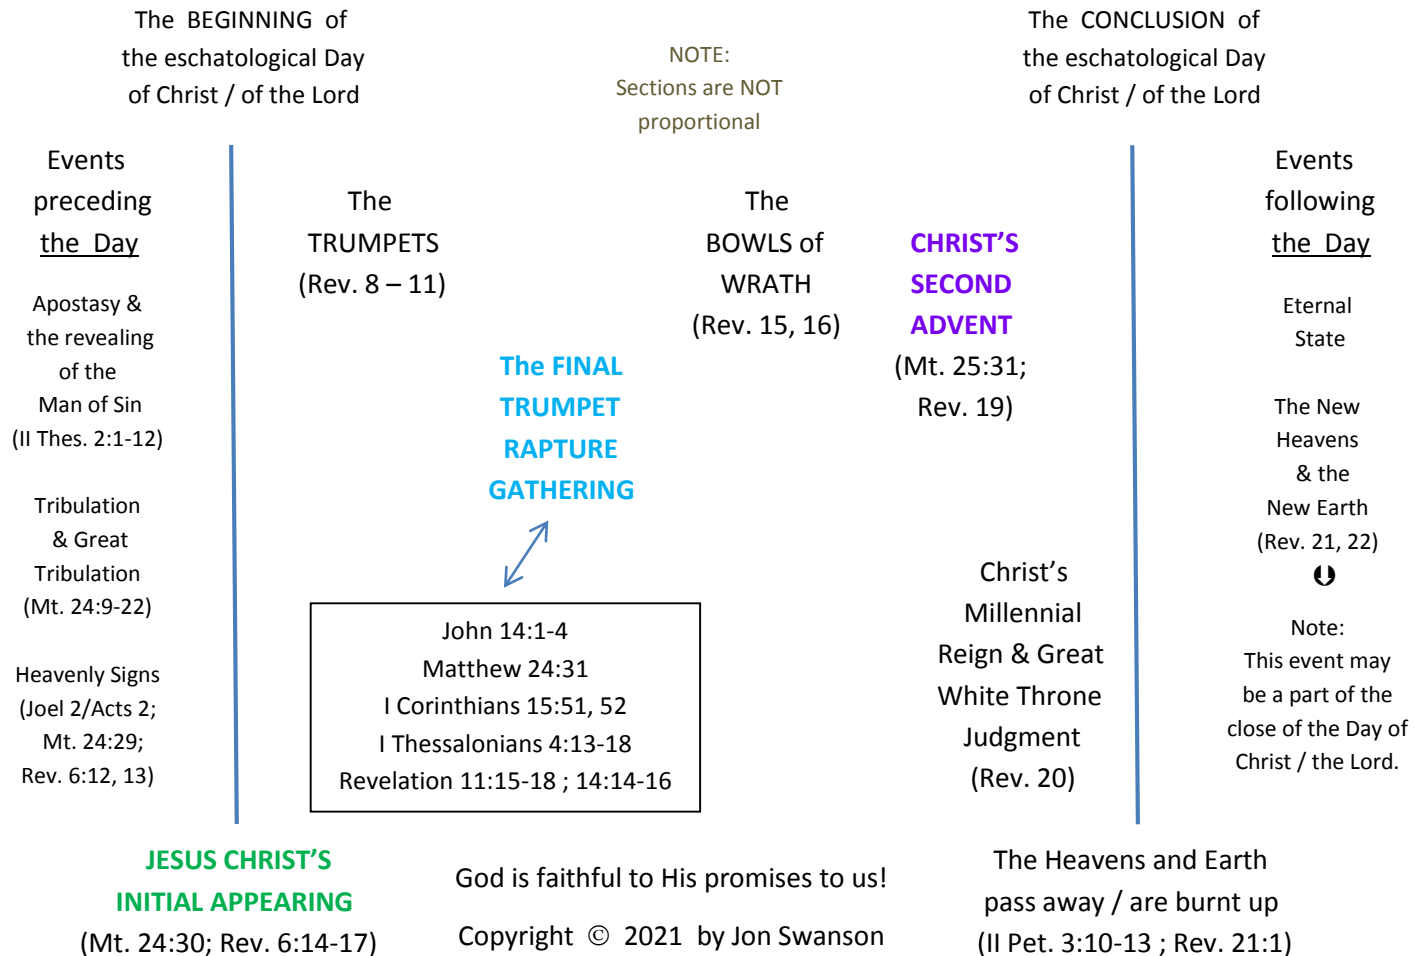 The BEGINNING of
the eschatological Day
of Christ / of the Lord
NOTE:
Sections are NOT
proportional
The CONCLUSION of
the eschatological Day
of Christ / of the Lord
Events
preceding
the Day
Apostasy &
the revealing
of the
Man of Sin
(II Thes. 2:1-12)
Tribulation
& Great
Tribulation
(Mt. 24:9-22)
Heavenly Signs
(Joel 2/Acts 2;
Mt. 24:29;
Rev. 6:12, 13)
The
TRUMPETS
(Rev. 8 – 11)
The FINAL
TRUMPET
RAPTURE
GATHERING
John 14:1-4
Matthew 24:31
I Corinthians 15:51, 52
I Thessalonians 4:13-18
Revelation 11:15-18 ; 14:14-16
The
BOWLS of
WRATH
(Rev. 15, 16)
CHRIST’S
SECOND
ADVENT
(Mt. 25:31;
Rev. 19)
Christ’s
Millennial
Reign & Great
White Throne
Judgment
(Rev. 20)
Events
following
the Day
Eternal
State
The New
Heavens
& the
New Earth
(Rev. 21, 22)
Note:
This event may
be a part of the
close of the Day of
Christ / the Lord.
JESUS CHRIST’S
INITIAL APPEARING
(Mt. 24:30; Rev. 6:14-17)
God is faithful to His promises to us!
Copyright © 2021 by Jon Swanson
The Heavens and Earth
pass away / are burnt up
(II Pet. 3:10-13 ; Rev. 21:1)